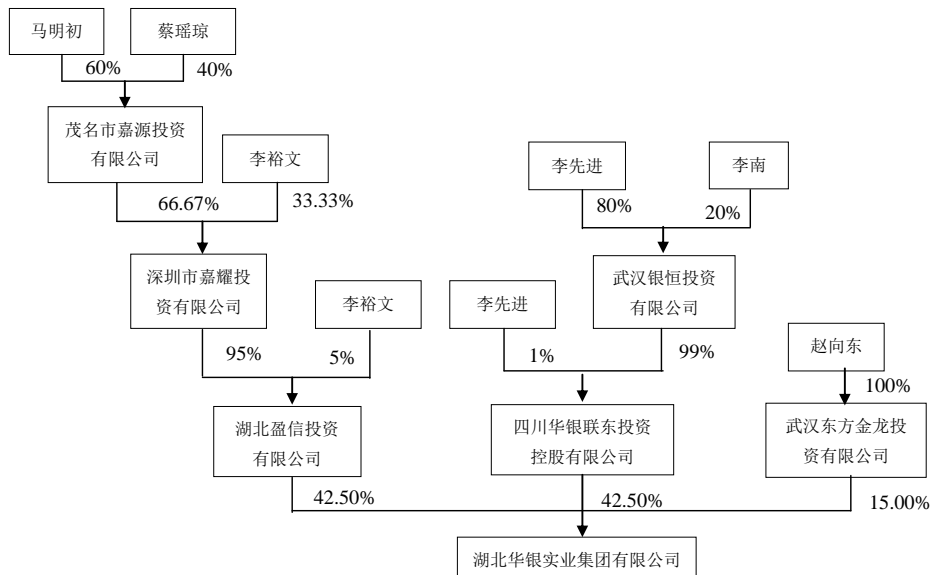 马明初
蔡瑶琼
60%
40%
茂名市嘉源投资
有限公司
李裕文
李先进
李南
66.67%
33.33%
80%
20%
深圳市嘉耀投
资有限公司
李裕文
李先进
武汉银恒投资
有限公司
赵向东
95%
5%
1%
99%
100%
湖北盈信投资
有限公司
四川华银联东投资
控股有限公司
武汉东方金龙投
资有限公司
42.50%
42.50%
15.00%
湖北华银实业集团有限公司